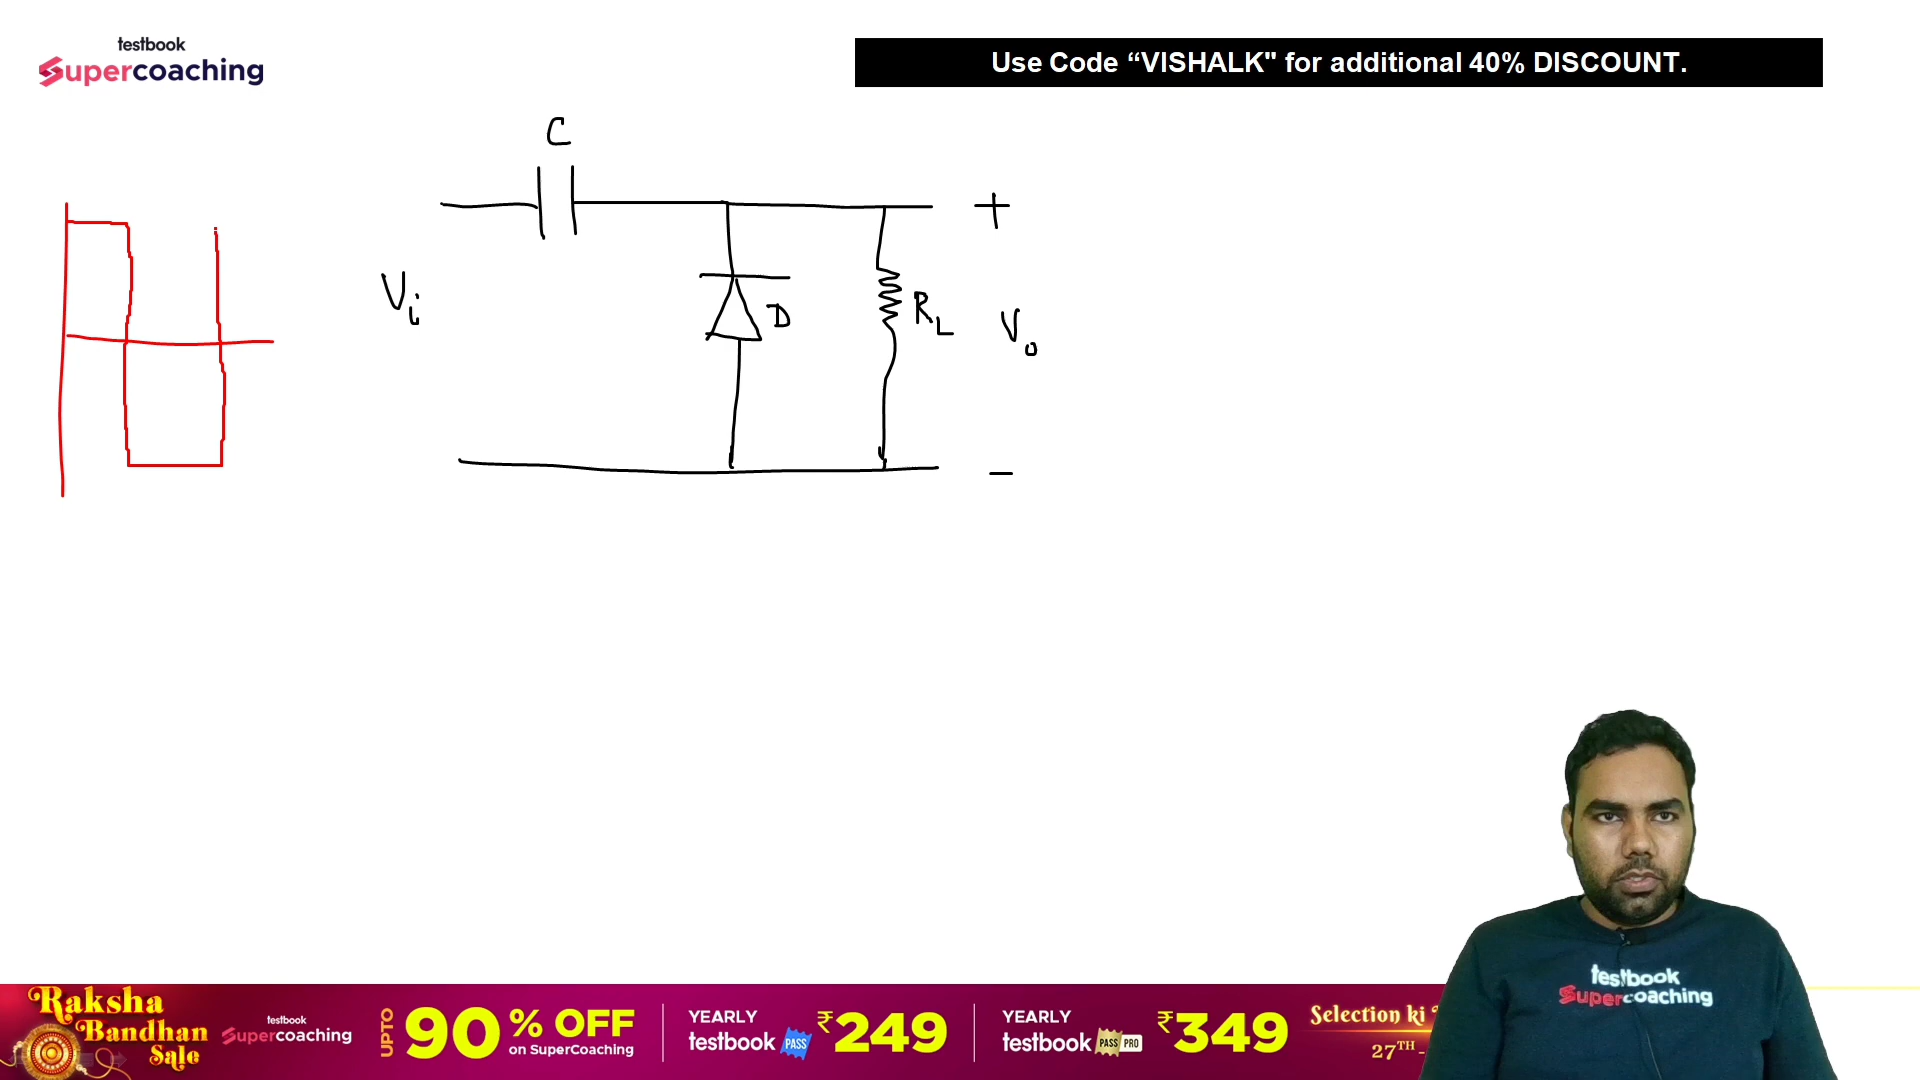 testbook
Supercoaching
Use Code “VISHALK" for additional 40% DISCOUNT.
C
+
Vi
D
RL
Vo
-
testbook
Supercoaching
Raksha
Bandhan
Sale
testbook
Supercoaching
UPTO
90% OFF
on SuperCoaching
YEARLY
testbook PASS
₹249
YEARLY
testbook PASS PRO
₹349
Selection ki
27TH-